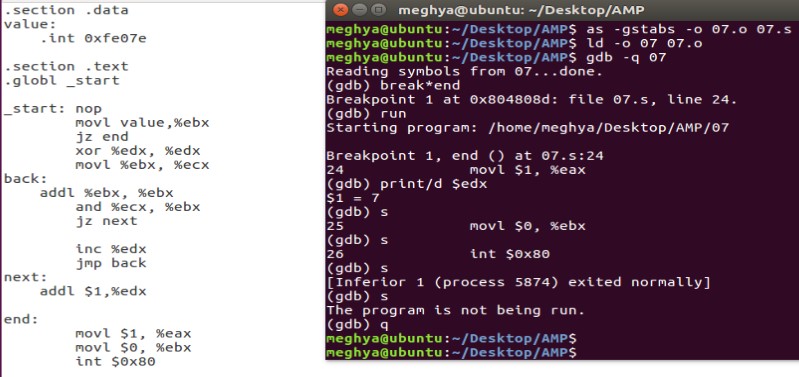 .section .data
value:
.int 0xfe07e
.section .text
.globl _start
_start: nop
movl value,%ebx
jz end
xor %edx, %edx
movl %ebx, %ecx
back:
addl %ebx, %ebx
and %ecx, %ebx
jz next
inc %edx
jmp back
next:
addl $1,%edx
end:
movl $1, %eax
movl $0, %ebx
int $0x80
meghya@ubuntu: ~/Desktop/AMP
meghya@ubuntu:~/Desktop/AMP$ as -gstabs -o 07.o 07.s
meghya@ubuntu:~/Desktop/AMP$ ld -o 07 07.o
meghya@ubuntu:~/Desktop/AMP$ gdb -q 07
Reading symbols from 07...done.
(gdb) break*end
Breakpoint 1 at 0x804808d: file 07.s, line 24.
(gdb) run
Starting program: /home/meghya/Desktop/AMP/07
Breakpoint 1, end () at 07.s:24
24 movl $1, %eax
(gdb) print/d $edx
$1 = 7
(gdb) s
25 movl $0, %ebx
(gdb) s
26 int $0x80
(gdb) s
[Inferior 1 (process 5874) exited normally]
(gdb) s
The program is not being run.
(gdb) q
meghya@ubuntu:~/Desktop/AMP$
meghya@ubuntu:~/Desktop/AMP$